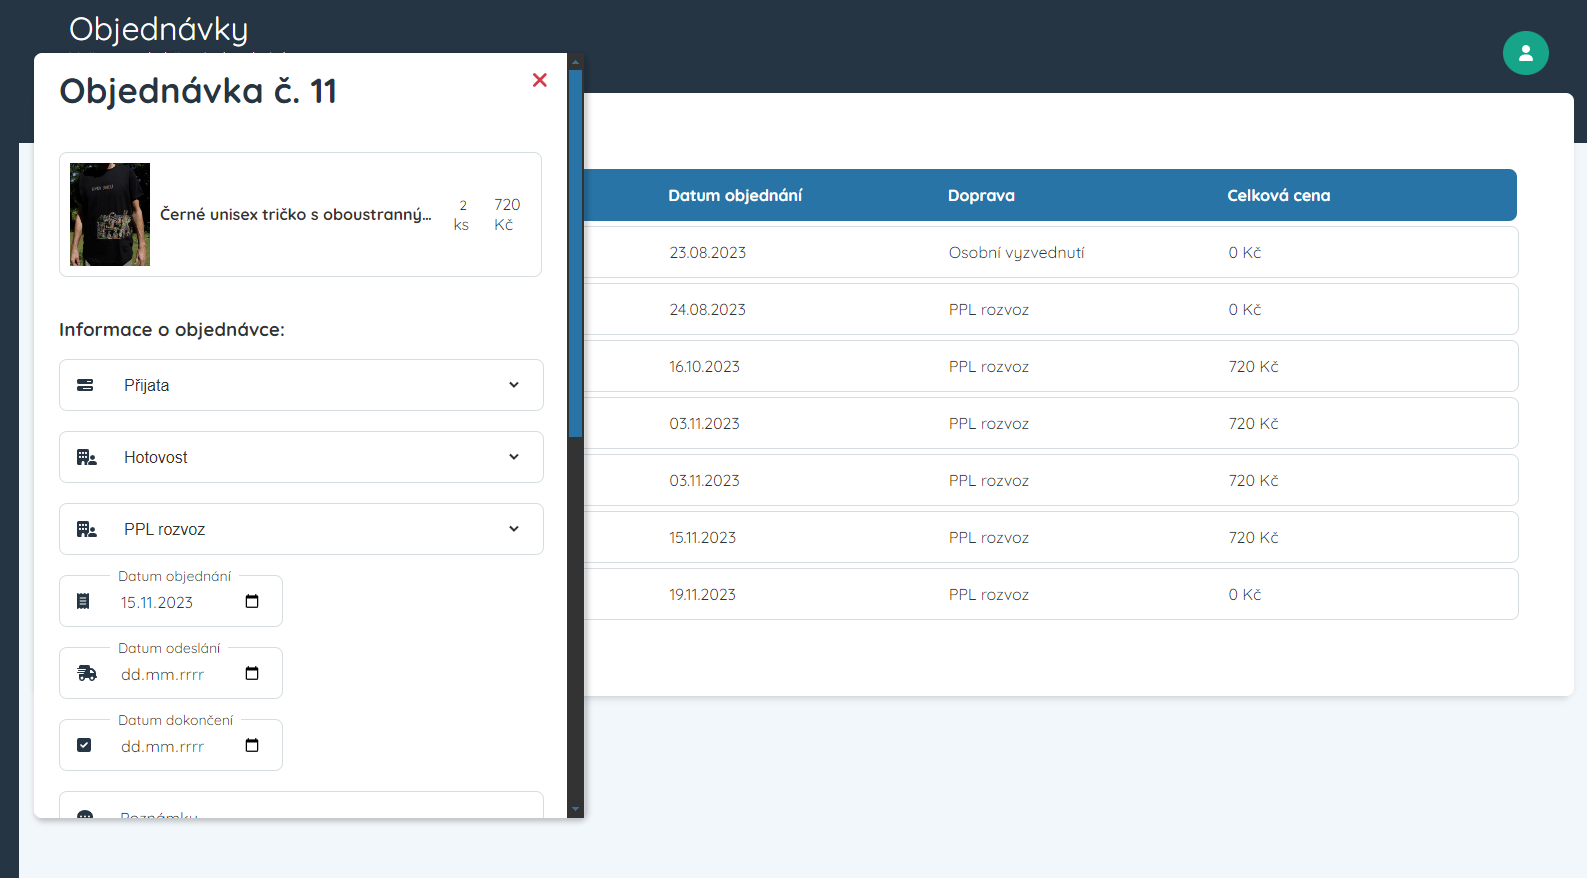 Objednávky
Objednávka č. 11
Černé unisex tričko s oboustranný...
2
ks
720
Kč
Informace o objednávce:
Přijata
Hotovost
PPL rozvoz
Datum objednání
15.11.2023
Datum odeslání
dd.mm.rrrr
Datum dokončení
dd.mm.rrrr
Poznámky
Datum objednání Doprava Celková cena
23.08.2023 Osobní vyzvednutí 0 Kč
24.08.2023 PPL rozvoz 0 Kč
16.10.2023 PPL rozvoz 720 Kč
03.11.2023 PPL rozvoz 720 Kč
03.11.2023 PPL rozvoz 720 Kč
15.11.2023 PPL rozvoz 720 Kč
19.11.2023 PPL rozvoz 0 Kč